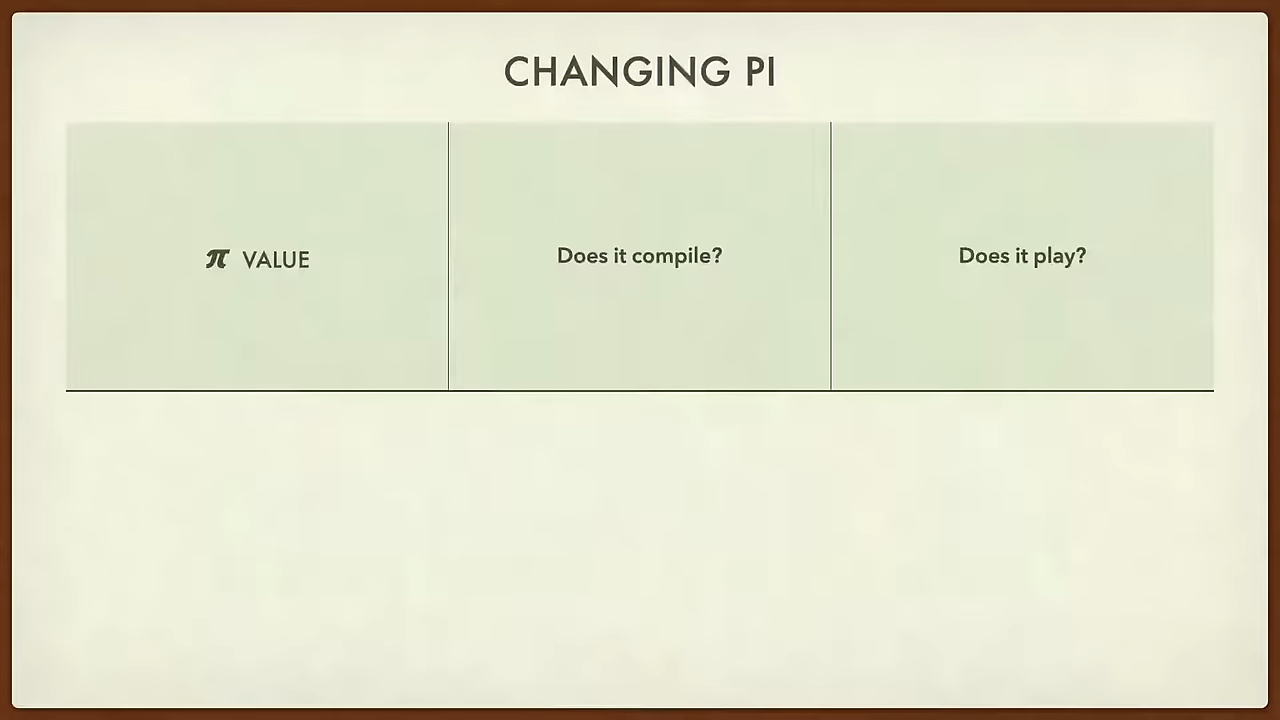 CHANGING PI
π VALUE
Does it compile?
Does it play?